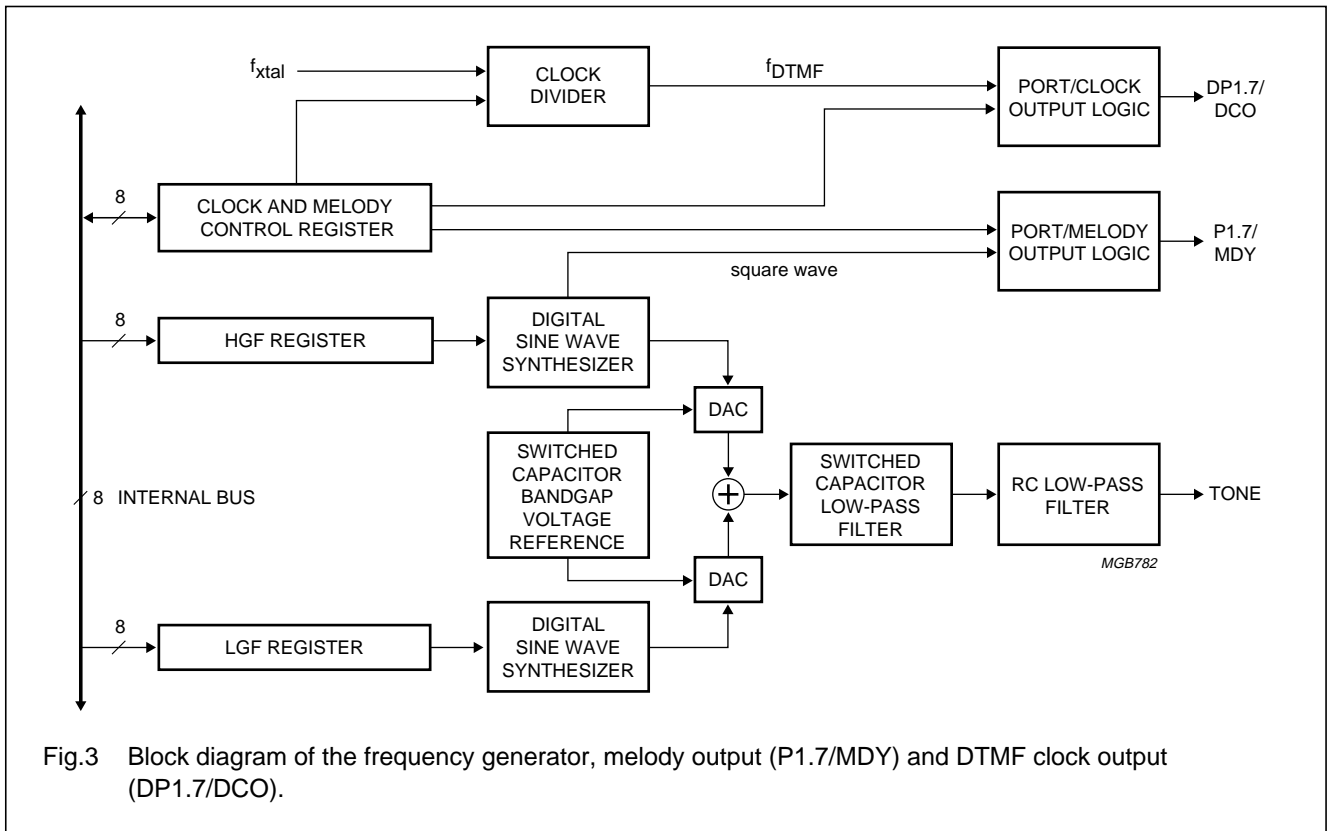 fxtal
CLOCK
DIVIDER
fDTMF
PORT/CLOCK
OUTPUT LOGIC
DP1.7/
DCO
8
CLOCK AND MELODY
CONTROL REGISTER
PORT/MELODY
OUTPUT LOGIC
P1.7/
MDY
square wave
8
HGF REGISTER
DIGITAL
SINE WAVE
SYNTHESIZER
DAC
SWITCHED
CAPACITOR
BANDGAP
VOLTAGE
REFERENCE
+
SWITCHED
CAPACITOR
LOW-PASS
FILTER
RC LOW-PASS
FILTER
TONE
8 INTERNAL BUS
MGB782
DAC
8
LGF REGISTER
DIGITAL
SINE WAVE
SYNTHESIZER
Fig.3 Block diagram of the frequency generator, melody output (P1.7/MDY) and DTMF clock output
(DP1.7/DCO).